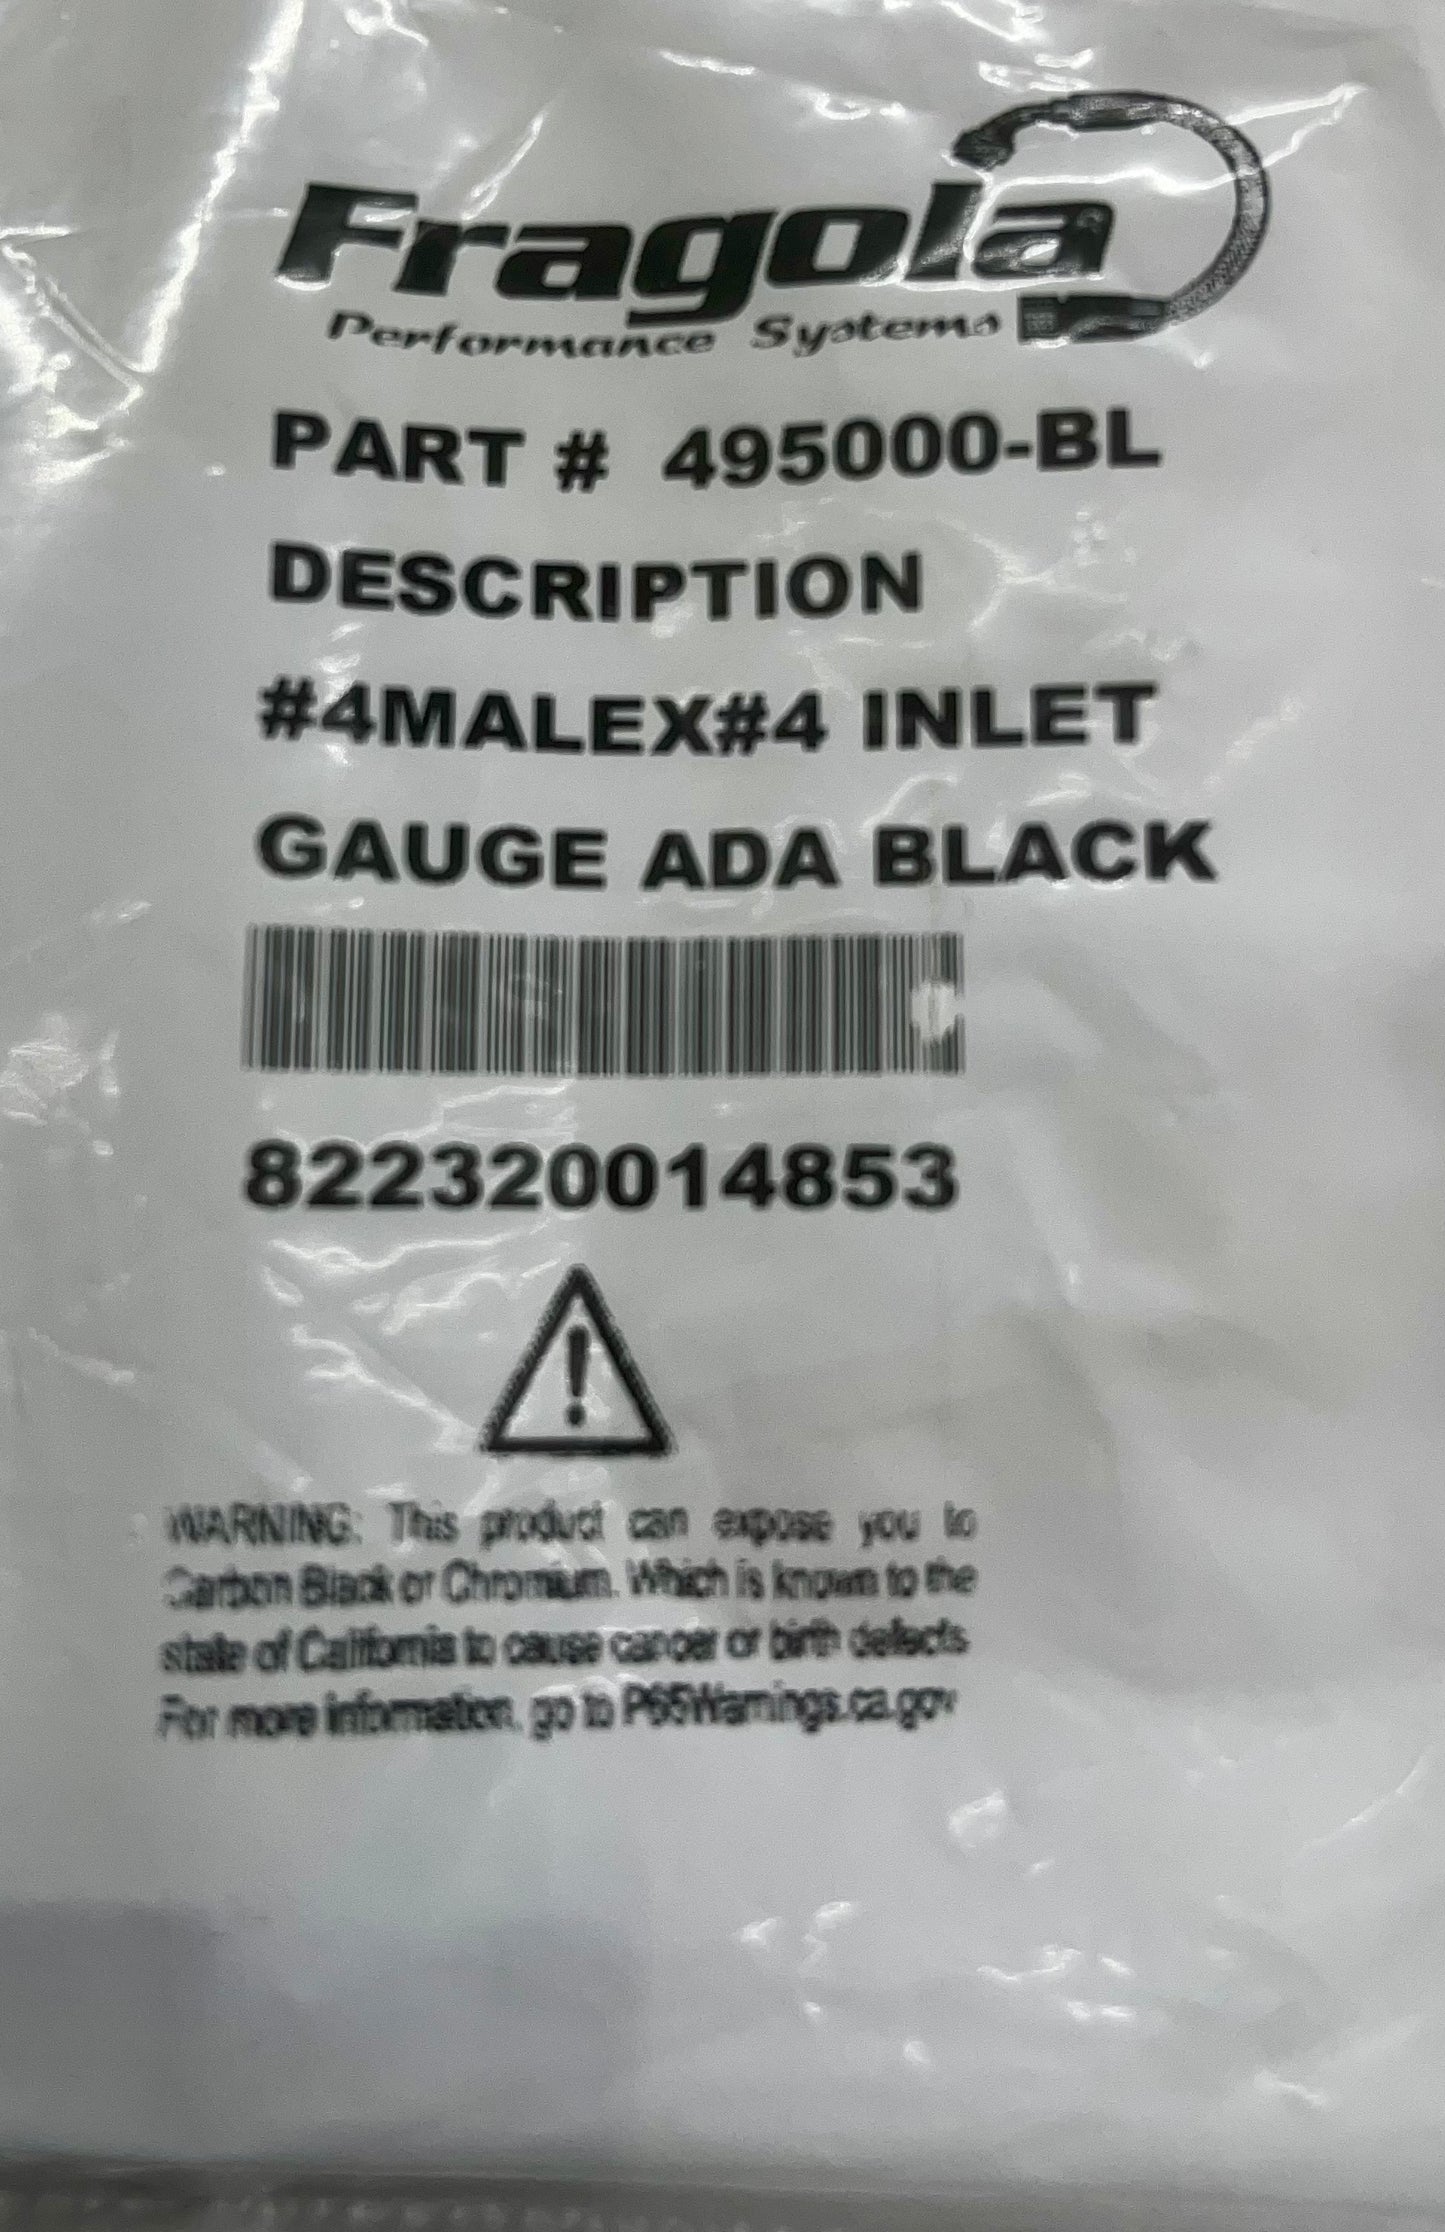 Fragola
Performance Systems
PART # 495000-BL
DESCRIPTION
#4MALEX#4 INLET
GAUGE ADA BLACK
822320014853
!
WARNING: This product can expose you to
Carbon Black or Chromium. Which is known to the
state of California to cause cancer or birth defects
For more information, go to P65Warnings.ca.gov